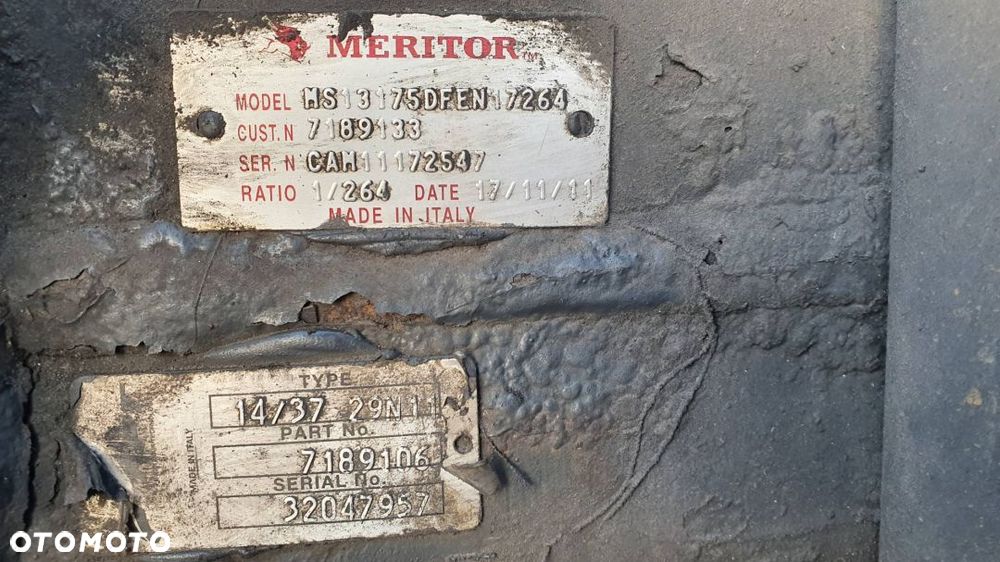 MERITOR TM
MODEL MS13175DFEN17264
CUST.N 7189133
SER. N CAM11172547
RATIO 1/264 DATE 17/11/11
MADE IN ITALY
TYPE
14/37 29N11
PART No.
7189106
SERIAL No.
32047957
MADE IN ITALY
OTOMOTO